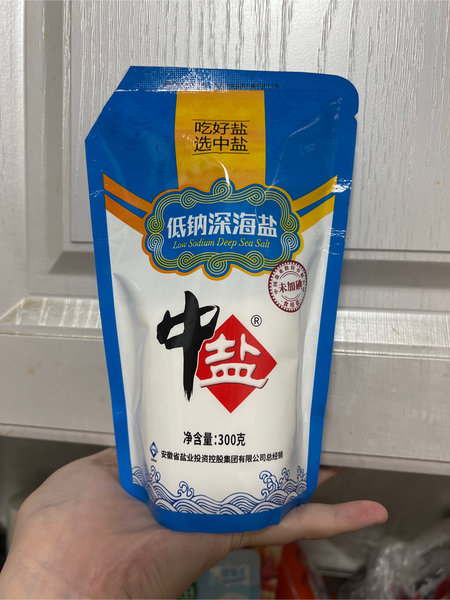 吃好盐
选中盐
低钠深海盐
Low Sodium Deep Sea Salt
未加碘
中盐®
净含量:300克
安徽省盐业投资控股集团有限公司总经销